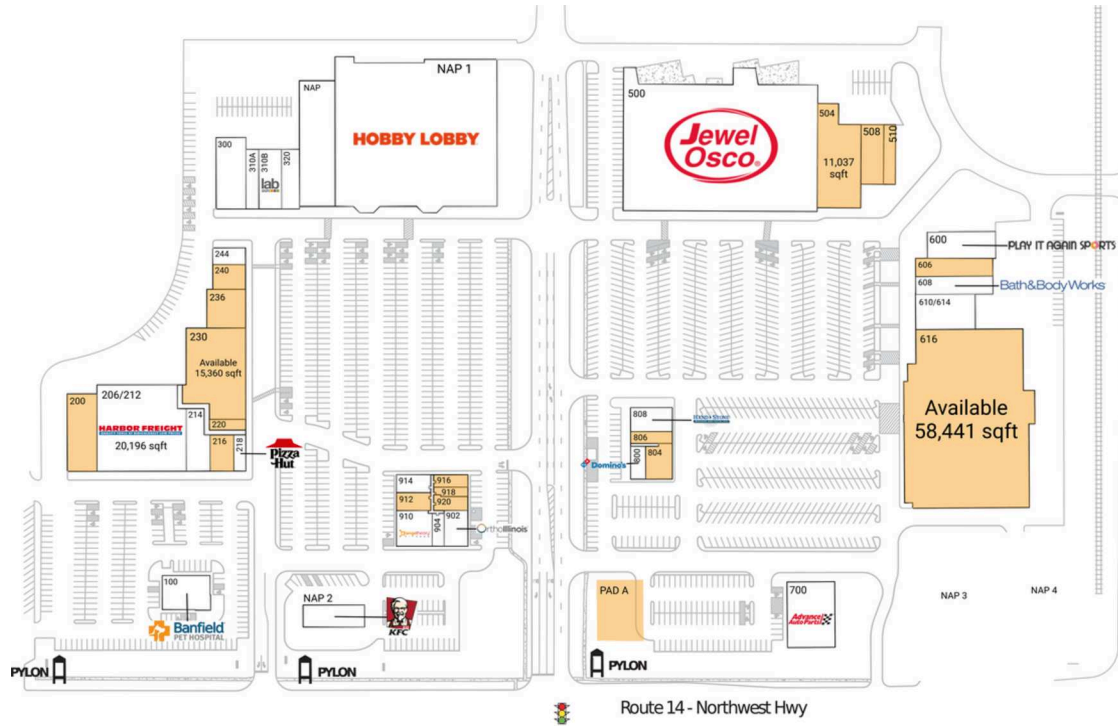 NAP 1
NAP
HOBBY LOBBY
300
310A
310B
320
lab
500
Jewel
Osco®
504
11,037
sqft
508
510
600
PLAY IT AGAIN SPORTS
606
608
Bath&BodyWorks
610/614
616
Available
58,441 sqft
244
240
236
230
Available
15,360 sqft
200
206/212
HARBOR FREIGHT
20,196 sqft
214
220
216
218
Pizza
Hut
808
806
800
804
Domino's
914
916
918
912
920
910
904
902
OrthoIllinois
100
Banfield
PET HOSPITAL
NAP 2
KFC
PAD A
700
Advance
Auto Parts
NAP 3
NAP 4
PYLON
PYLON
PYLON
Route 14 - Northwest Hwy